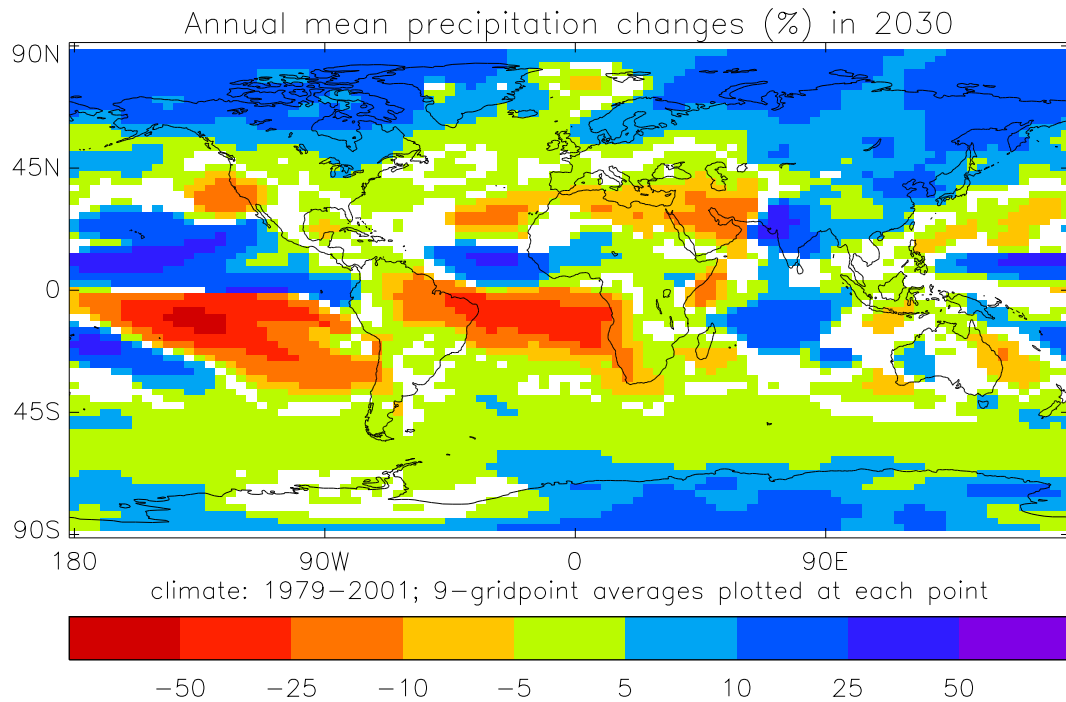 Annual mean precipitation changes (%) in 2030
90N
45N
0
45S
90S
180 90W 0 90E
climate: 1979−2001; 9−gridpoint averages plotted at each point
−50 −25 −10 −5 5 10 25 50